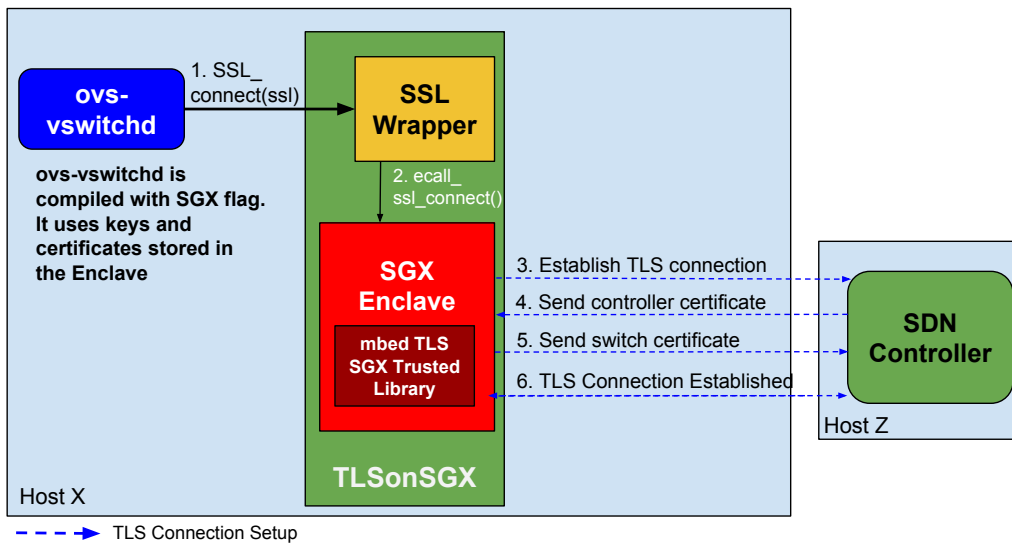 ovs-
vswitchd
1. SSL_
connect(ssl)
SSL
Wrapper
ovs-vswitchd is
compiled with SGX flag.
It uses keys and
certificates stored in
the Enclave
2. ecall_
ssl_connect()
SGX
Enclave
mbed TLS
SGX Trusted
Library
TLSonSGX
Host X
3. Establish TLS connection
4. Send controller certificate
5. Send switch certificate
6. TLS Connection Established
SDN
Controller
Host Z
TLS Connection Setup